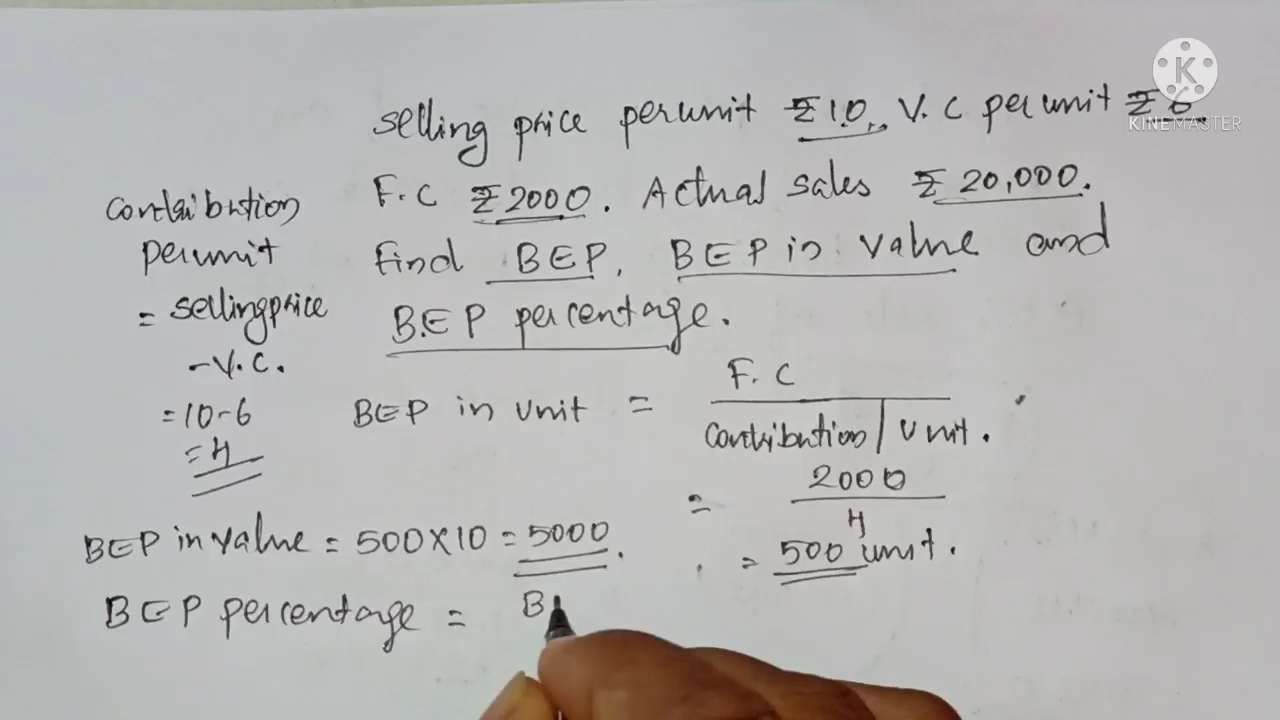 selling price per unit ₹10, V.C per unit ₹6.
F.C ₹2000. Actual sales ₹20,000.
Find BEP, BEP in value and
BEP percentage.
Contribution
per unit
= selling price
- V.C.
= 10-6
= 4
BEP in unit = F.C
Contribution/Unit.
= 2000
4
= 500 unit.
BEP in value = 500×10 = 5000.
BEP percentage = B
K
KINEMASTER